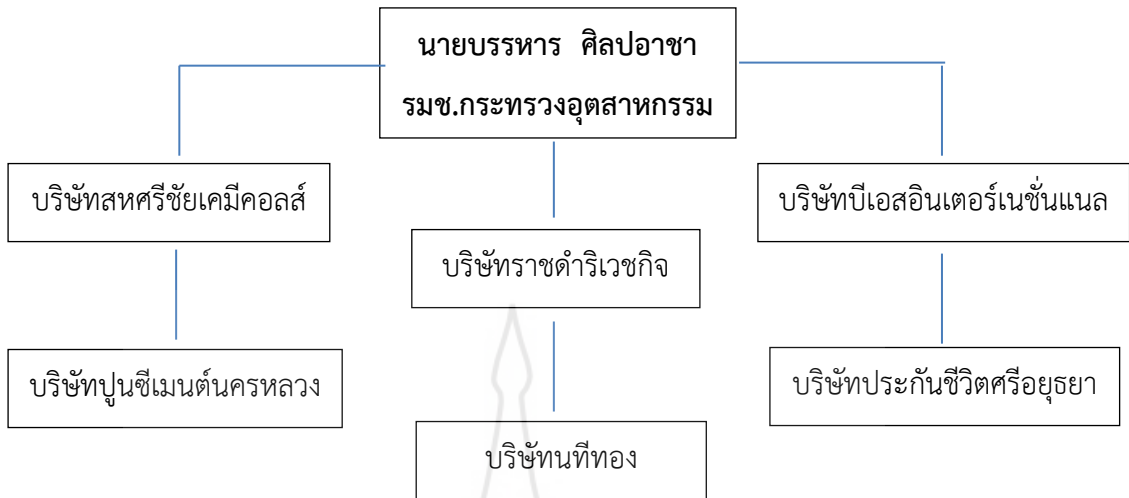 นายบรรหาร ศิลปอาชา
รมช.กระทรวงอุตสาหกรรม
บริษัทสหศรีชัยเคมีคอลส์
บริษัทราชดำริเวชกิจ
บริษัทบีเอสอินเตอร์เนชั่นแนล
บริษัทปูนซีเมนต์นครหลวง
บริษัทนทีทอง
บริษัทประกันชีวิตศรีอยุธยา